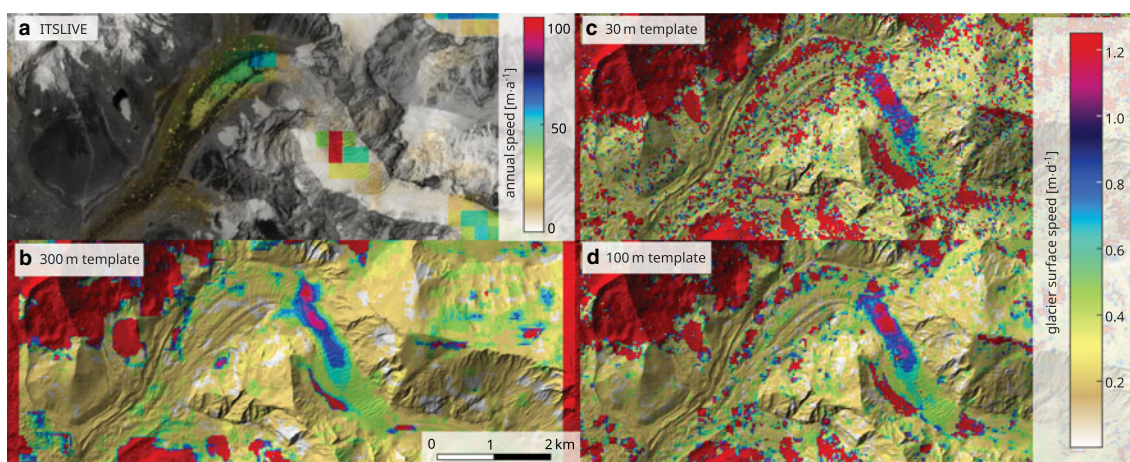 a ITSLIVE
100
50
0
annual speed [m·a⁻¹]
c 30 m template
b 300 m template
0 1 2 km
d 100 m template
1.2
1.0
0.8
0.6
0.4
0.2
glacier surface speed [m·d⁻¹]